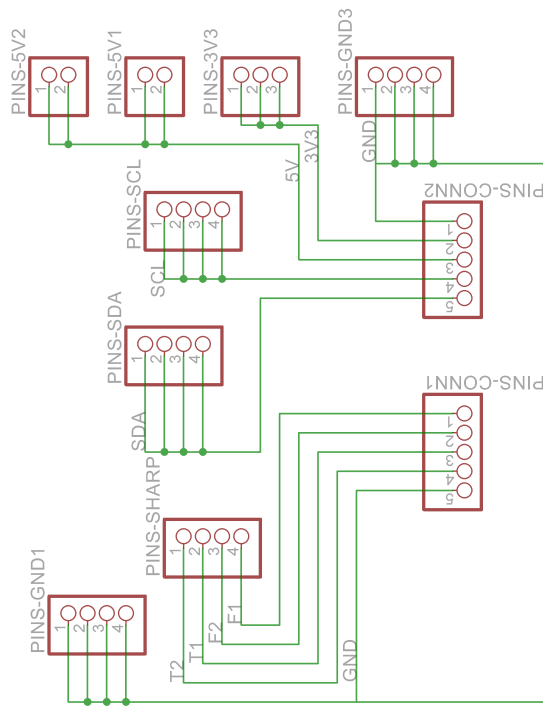 PINS-5V2
1
2
PINS-5V1
1
2
PINS-3V3
1
2
3
PINS-GND3
1
2
3
4
5V
3V3
GND
PINS-SCL
1
2
3
4
SCL
PINS-CONN2
1
2
3
4
5
PINS-SDA
1
2
3
4
SDA
PINS-CONN1
1
2
3
4
5
PINS-SHARP
1
2
3
4
T2
T1
F2
F1
GND
PINS-GND1
1
2
3
4